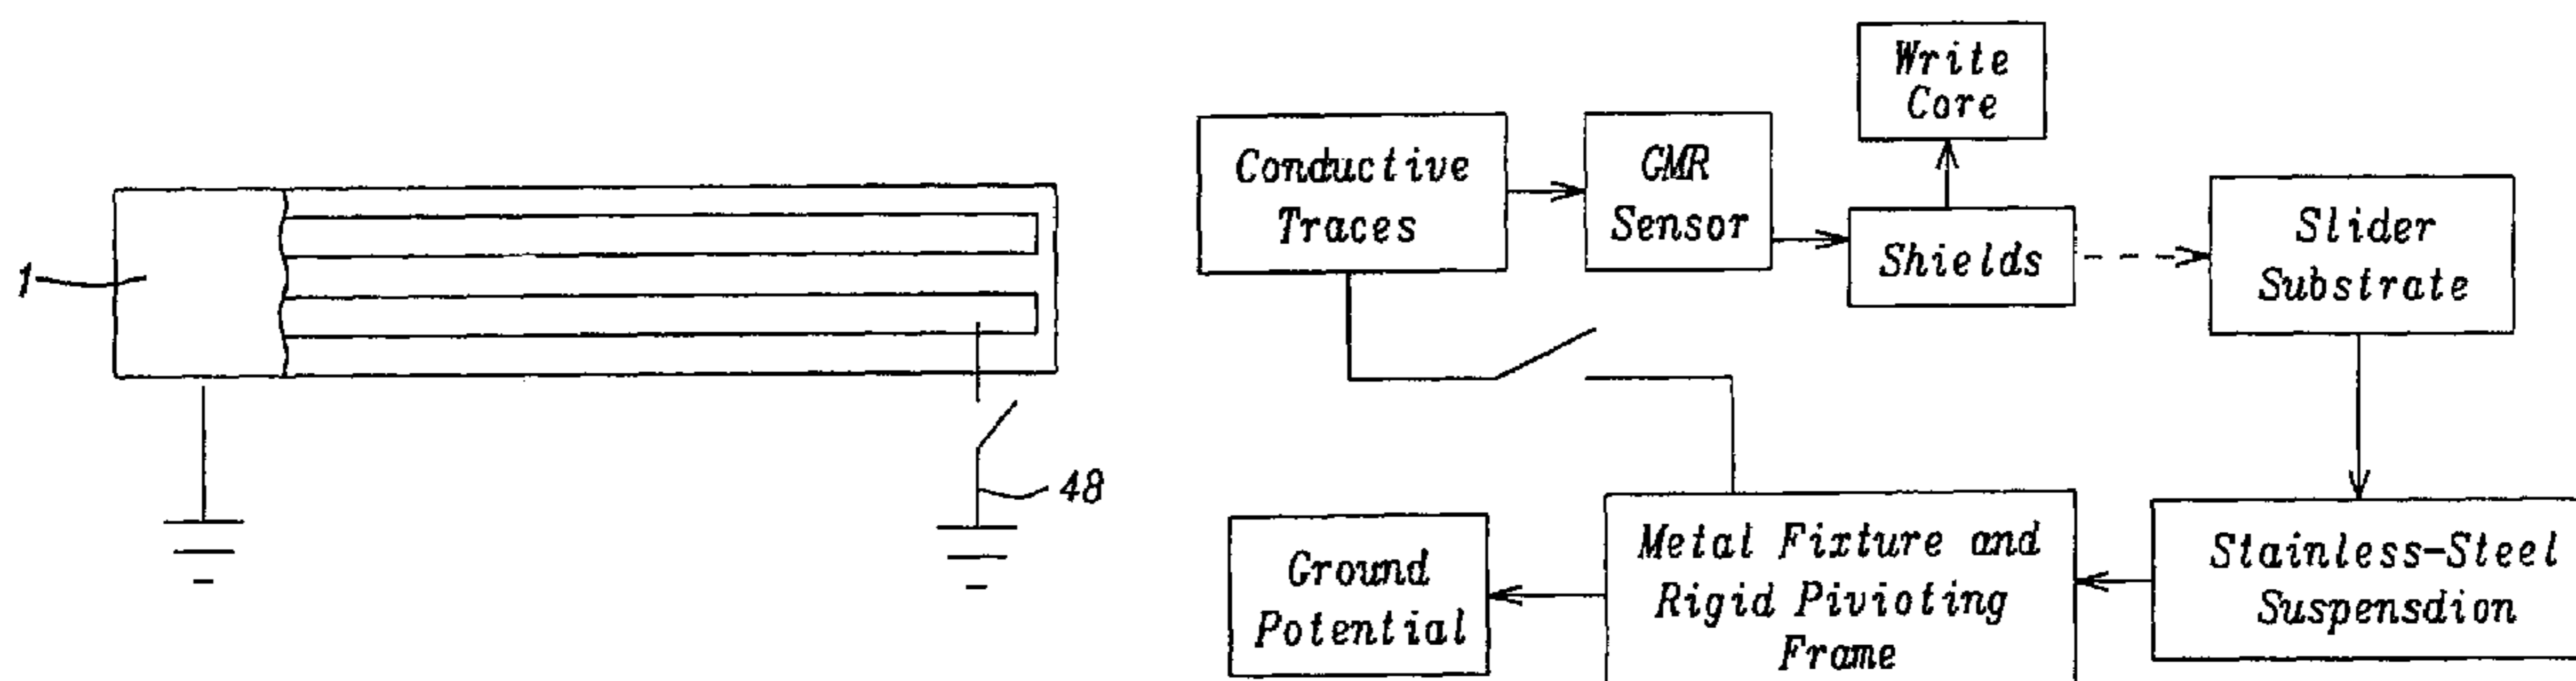 1
48
Write
Core
Conductive
Traces
GMR
Sensor
Shields
Slider
Substrate
Ground
Potential
Metal Fixture and
Rigid Pivioting
Frame
Stainless-Steel
Suspensdion